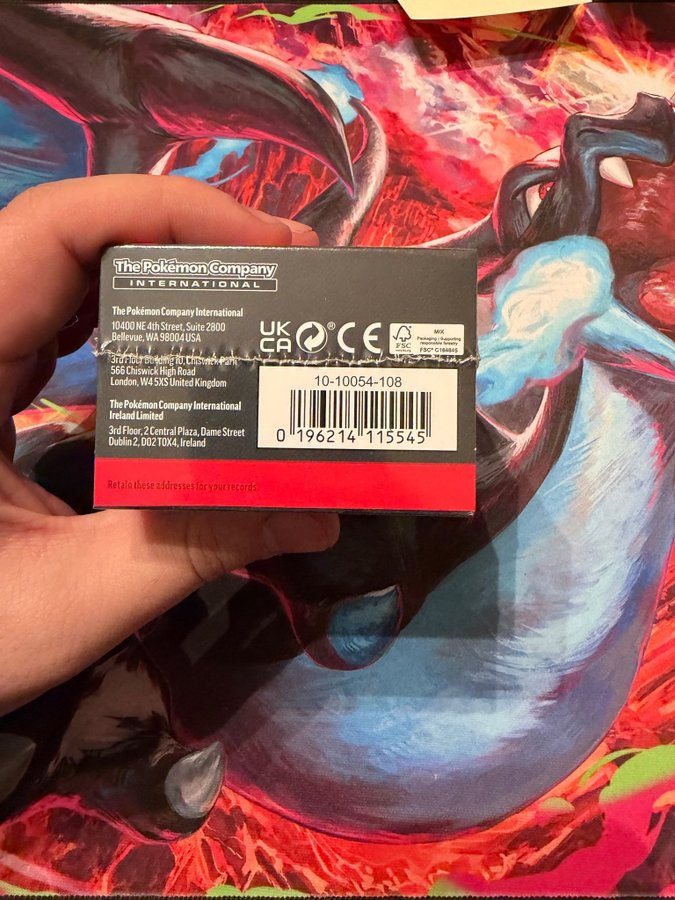 The Pokémon Company
INTERNATIONAL
The Pokémon Company International
10400 NE 4th Street, Suite 2800
Bellevue, WA 98004 USA
3rd Floor Building 10, Chiswick Park
566 Chiswick High Road
London, W4 5XS United Kingdom
The Pokémon Company International
Ireland Limited
3rd Floor, 2 Central Plaza, Dame Street
Dublin 2, D02 T0X4, Ireland
Retain these addresses for your records.
UK
CA
CE
FSC
MIX
Packaging | Supporting
responsible forestry
FSC® C164645
10-10054-108
0 196214 115545